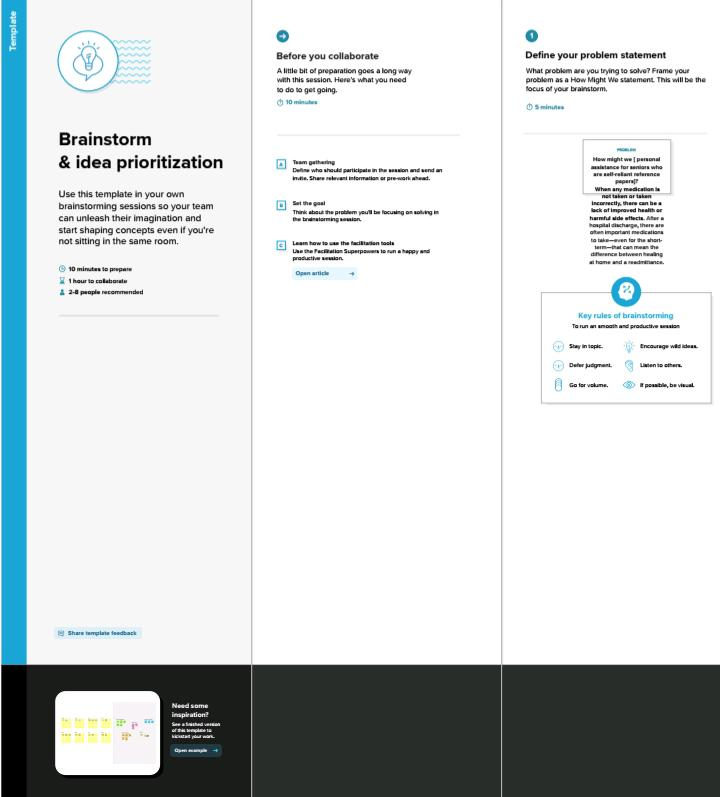 Template
Brainstorm
& idea prioritization
Use this template in your own
brainstorming sessions so your team
can unleash their imagination and
start shaping concepts even if you're
not sitting in the same room.
10 minutes to prepare
1 hour to collaborate
2-8 people recommended
Share template feedback
Need some
inspiration?
See a finished version
of this template to
kickstart your work.
Open example →
Before you collaborate
A little bit of preparation goes a long way
with this session. Here's what you need
to do to get going.
10 minutes
A
Team gathering
Define who should participate in the session and send an
invite. Share relevant information or pre-work ahead.
B
Set the goal
Think about the problem you'll be focusing on solving in
the brainstorming session.
C
Learn how to use the facilitation tools
Use the Facilitation Superpowers to run a happy and
productive session.
Open article →
1
Define your problem statement
What problem are you trying to solve? Frame your
problem as a How Might We statement. This will be the
focus of your brainstorm.
5 minutes
PROBLEM
How might we [ personal
assistance for seniors who
are self-reliant reference
papers]?
When any medication is
not taken or taken
incorrectly, there can be a
lack of improved health or
harmful side effects. After a
hospital discharge, there are
often important medications
to take—even for the short-
term—that can mean the
difference between healing
at home and a readmittance.
Key rules of brainstorming
To run an smooth and productive session
Stay in topic.
Encourage wild ideas.
Defer judgment.
Listen to others.
Go for volume.
If possible, be visual.